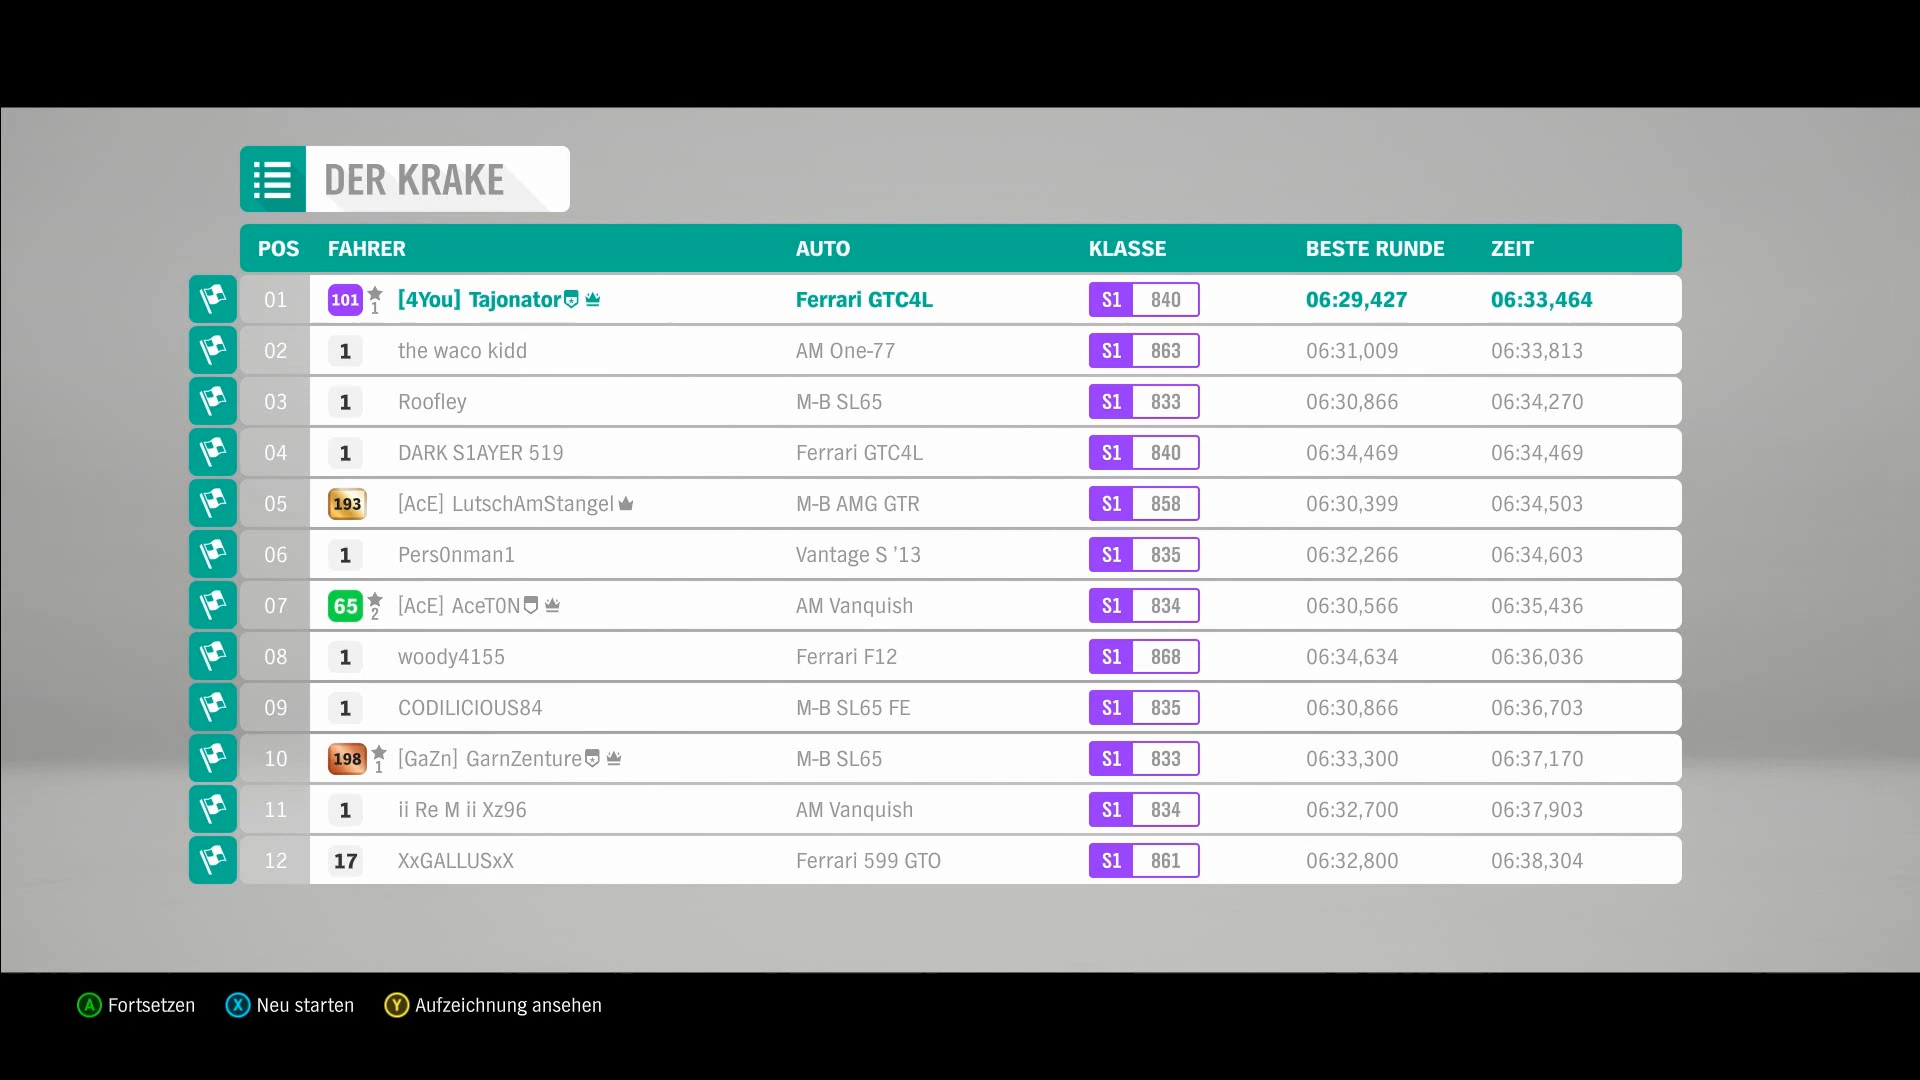 DER KRAKE
POS FAHRER AUTO KLASSE BESTE RUNDE ZEIT
01 101 1 [4You] Tajonator Ferrari GTC4L S1 840 06:29,427 06:33,464
02 1 the waco kidd AM One-77 S1 863 06:31,009 06:33,813
03 1 Roofley M-B SL65 S1 833 06:30,866 06:34,270
04 1 DARK S1AYER 519 Ferrari GTC4L S1 840 06:34,469 06:34,469
05 193 [AcE] LutschAmStangel M-B AMG GTR S1 858 06:30,399 06:34,503
06 1 Pers0nman1 Vantage S '13 S1 835 06:32,266 06:34,603
07 65 2 [AcE] AceT0N AM Vanquish S1 834 06:30,566 06:35,436
08 1 woody4155 Ferrari F12 S1 868 06:34,634 06:36,036
09 1 CODILICIOUS84 M-B SL65 FE S1 835 06:30,866 06:36,703
10 198 1 [GaZn] GarnZenture M-B SL65 S1 833 06:33,300 06:37,170
11 1 ii Re M ii Xz96 AM Vanquish S1 834 06:32,700 06:37,903
12 17 XxGALLUSxX Ferrari 599 GTO S1 861 06:32,800 06:38,304
A Fortsetzen X Neu starten Y Aufzeichnung ansehen